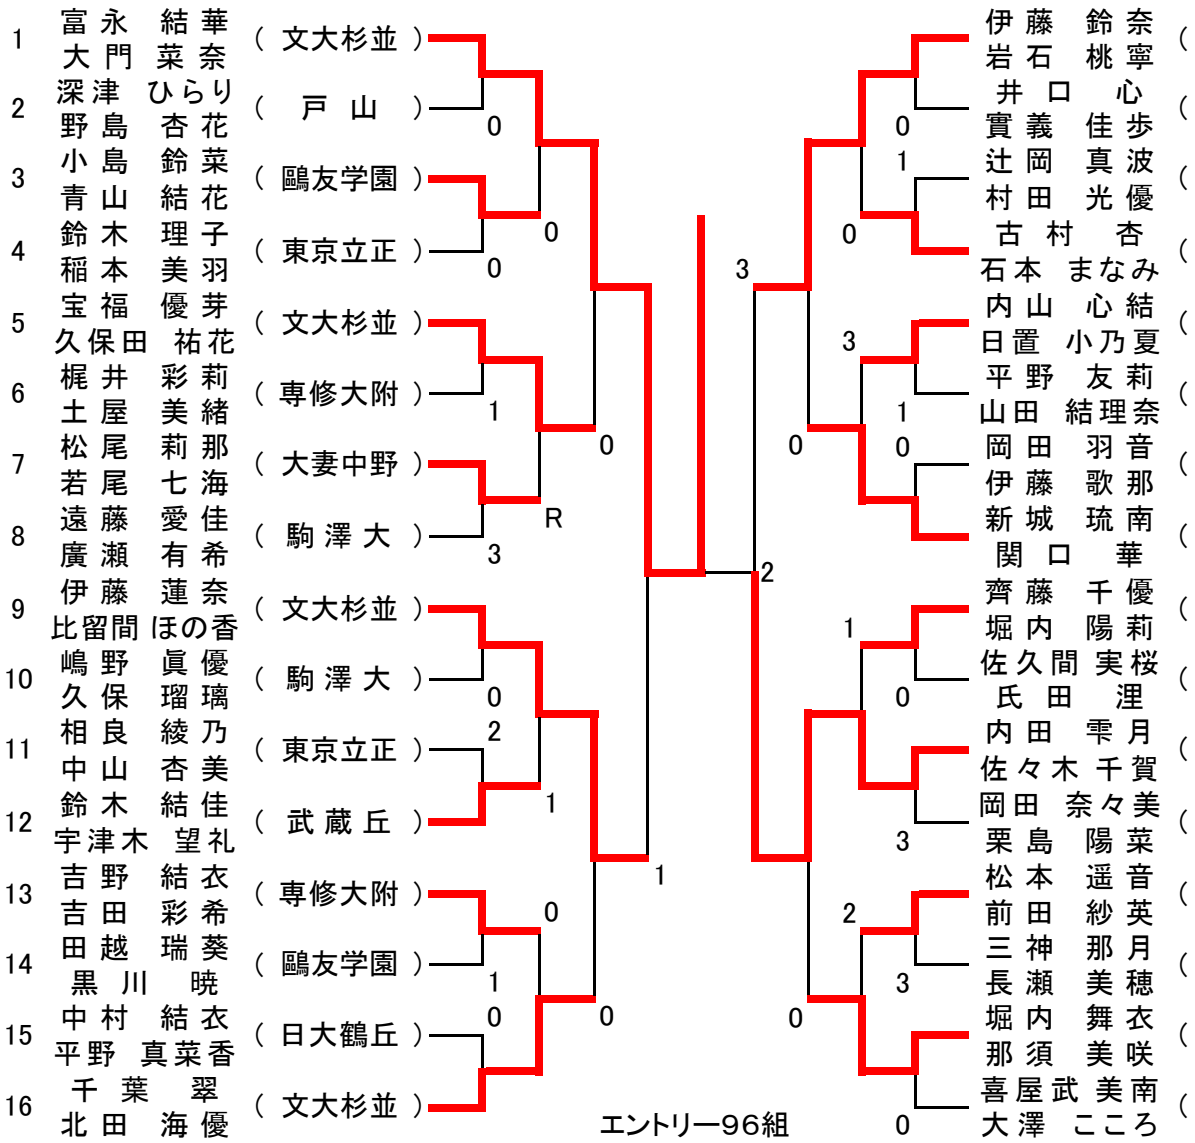 1 富永 結華 大門 菜奈 ( 文大杉並 )
2 深津 ひらり 野島 杏花 ( 戸山 )
0
3 小島 鈴菜 青山 結花 ( 鷗友学園 )
0
4 鈴木 理子 稲本 美羽 ( 東京立正 )
0
5 宝福 優芽 久保田 祐花 ( 文大杉並 )
6 梶井 彩莉 土屋 美緒 ( 専修大附 )
1
0
7 松尾 莉那 若尾 七海 ( 大妻中野 )
R
8 遠藤 愛佳 廣瀬 有希 ( 駒澤大 )
3
9 伊藤 蓮奈 比留間 ほの香 ( 文大杉並 )
10 嶋野 眞優 久保 瑠璃 ( 駒澤大 )
0
2
11 相良 綾乃 中山 杏美 ( 東京立正 )
1
12 鈴木 結佳 宇津木 望礼 ( 武蔵丘 )
1
13 吉野 結衣 吉田 彩希 ( 専修大附 )
0
14 田越 瑞葵 黒川 暁 ( 鷗友学園 )
1
0
0
15 中村 結衣 平野 真菜香 ( 日大鶴丘 )
16 千葉 翠 北田 海優 ( 文大杉並 )
伊藤 鈴奈 岩石 桃寧 (
井口 心 實義 佳歩 (
0
1
辻岡 真波 村田 光優 (
0
古村 杏 石本 まなみ (
3
内山 心結 日置 小乃夏 (
3
平野 友莉 山田 結理奈 (
1
0
0
岡田 羽音 伊藤 歌那 (
新城 琉南 関口 華 (
2
齊藤 千優 堀内 陽莉 (
1
佐久間 実桜 氏田 浬 (
0
内田 雫月 佐々木 千賀 (
岡田 奈々美 栗島 陽菜 (
3
松本 遥音 前田 紗英 (
2
三神 那月 長瀬 美穂 (
3
0
堀内 舞衣 那須 美咲 (
喜屋武 美南 大澤 こころ (
0
エントリー96組